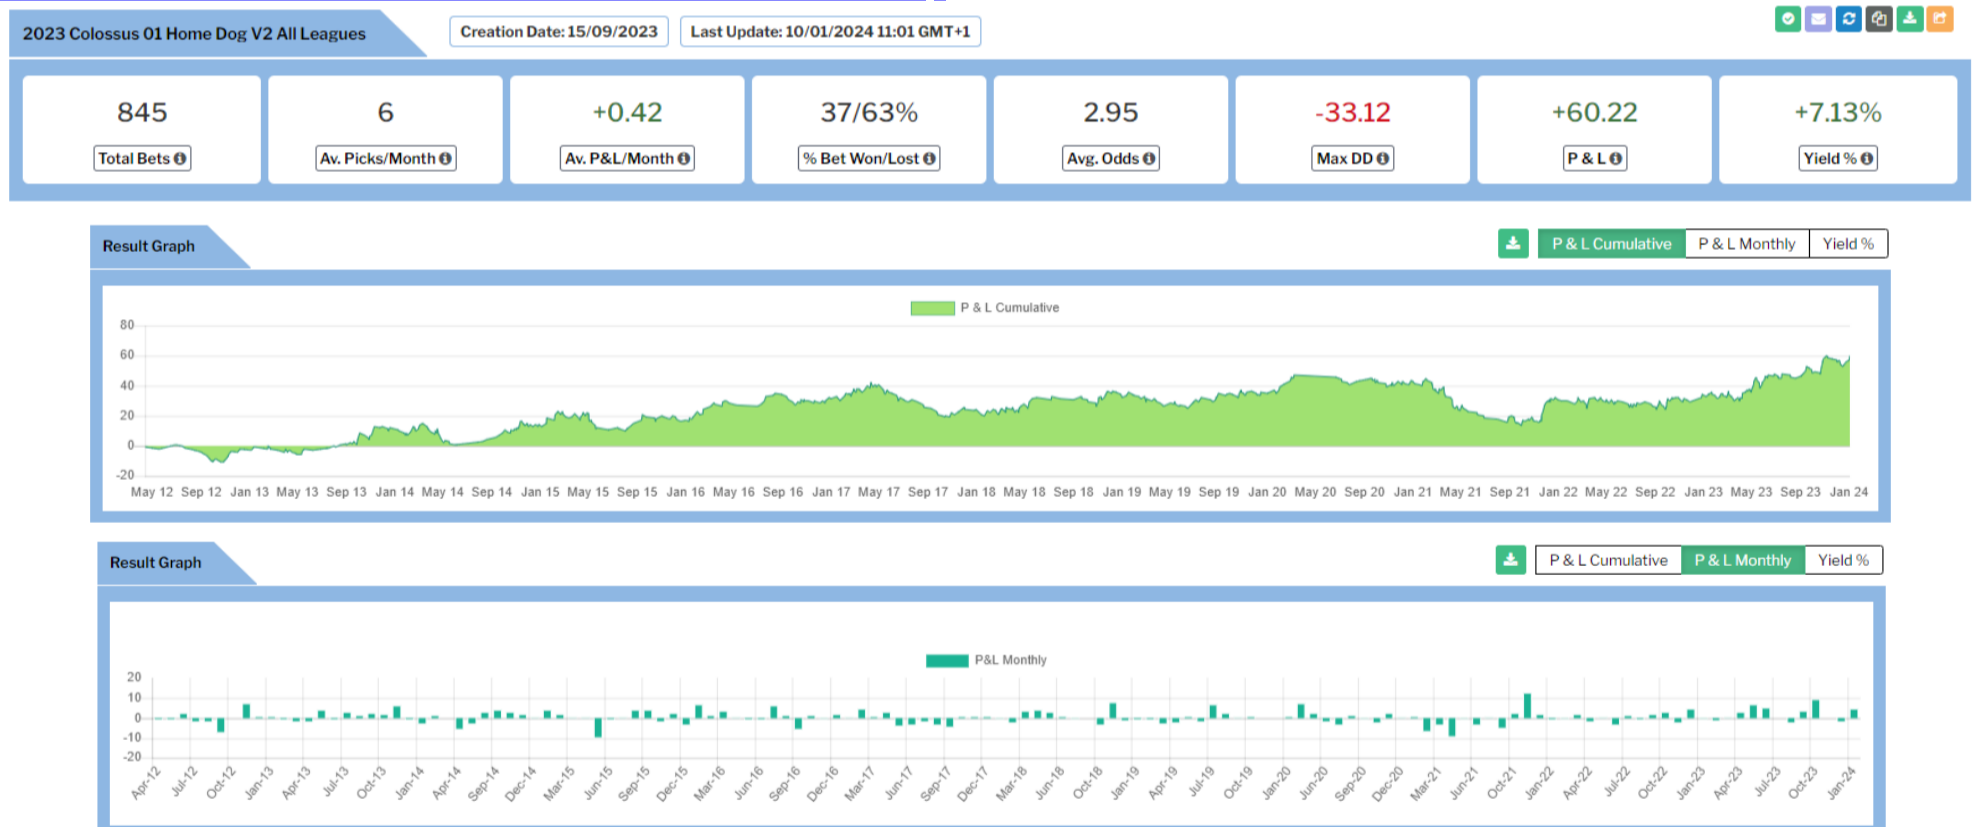 2023 Colossus 01 Home Dog V2 All Leagues
Creation Date: 15/09/2023
Last Update: 10/01/2024 11:01 GMT+1
845 6 +0.42 37/63% 2.95 -33.12 +60.22 +7.13%
Total Bets Av. Picks/Month Av. P&L/Month % Bet Won/Lost Avg. Odds Max DD P & L Yield %
Result Graph
P & L Cumulative P & L Monthly Yield %
P & L Cumulative
80
60
40
20
0
-20
May 12 Sep 12 Jan 13 May 13 Sep 13 Jan 14 May 14 Sep 14 Jan 15 May 15 Sep 15 Jan 16 May 16 Sep 16 Jan 17 May 17 Sep 17 Jan 18 May 18 Sep 18 Jan 19 May 19 Sep 19 Jan 20 May 20 Sep 20 Jan 21 May 21 Sep 21 Jan 22 May 22 Sep 22 Jan 23 May 23 Sep 23 Jan 24
Result Graph
P & L Cumulative P & L Monthly Yield %
P&L Monthly
20
10
0
-10
-20
Apr-12 Jul-12 Oct-12 Jan-13 Apr-13 Jul-13 Oct-13 Jan-14 Apr-14 Sep-14 Dec-14 Mar-15 Jun-15 Sep-15 Dec-15 Mar-16 Jun-16 Sep-16 Dec-16 Mar-17 Jun-17 Sep-17 Dec-17 Mar-18 Jun-18 Oct-18 Jan-19 Apr-19 Jul-19 Oct-19 Jan-20 Jun-20 Sep-20 Dec-20 Mar-21 Jun-21 Oct-21 Jan-22 Apr-22 Jul-22 Oct-22 Jan-23 Apr-23 Jul-23 Oct-23 Jan-24